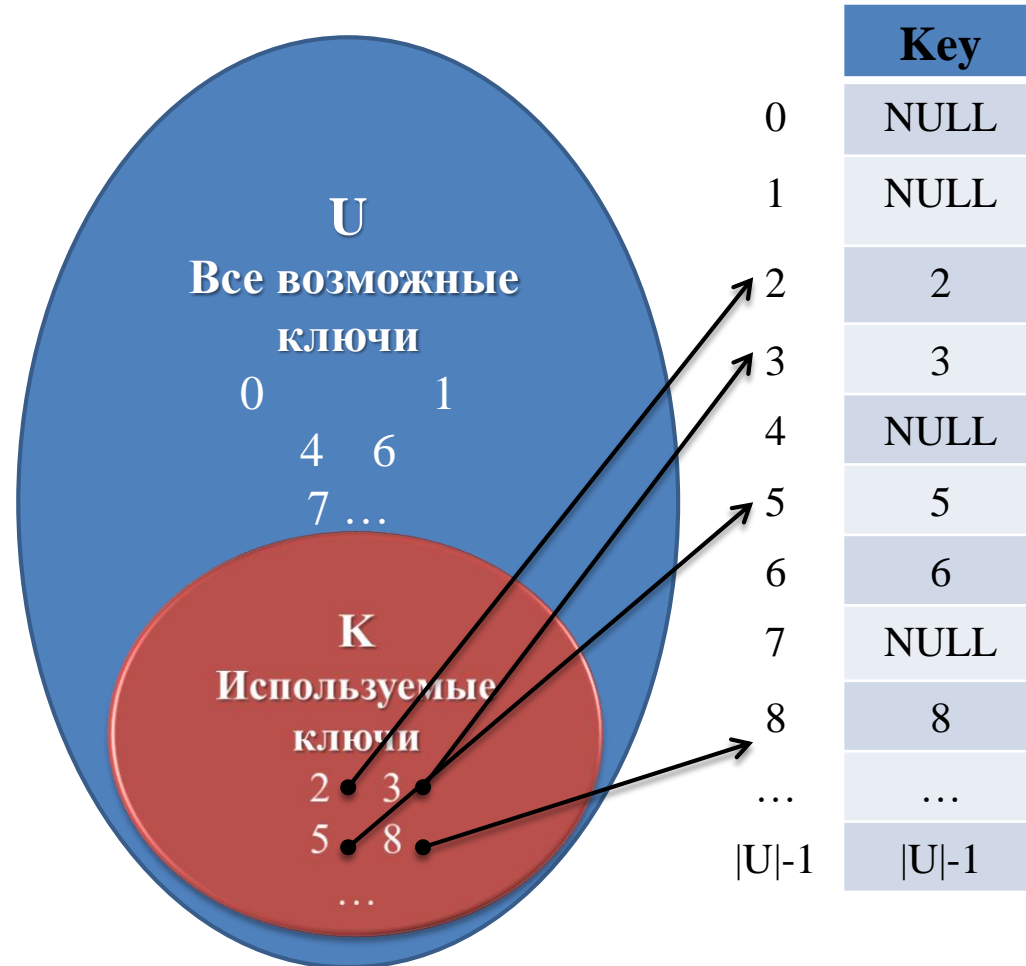 U
Все возможные
ключи
0 1
4 6
7 …
K
Используемые
ключи
2 3
5 8
…
Key
0 NULL
1 NULL
2 2
3 3
4 NULL
5 5
6 6
7 NULL
8 8
… …
|U|-1 |U|-1